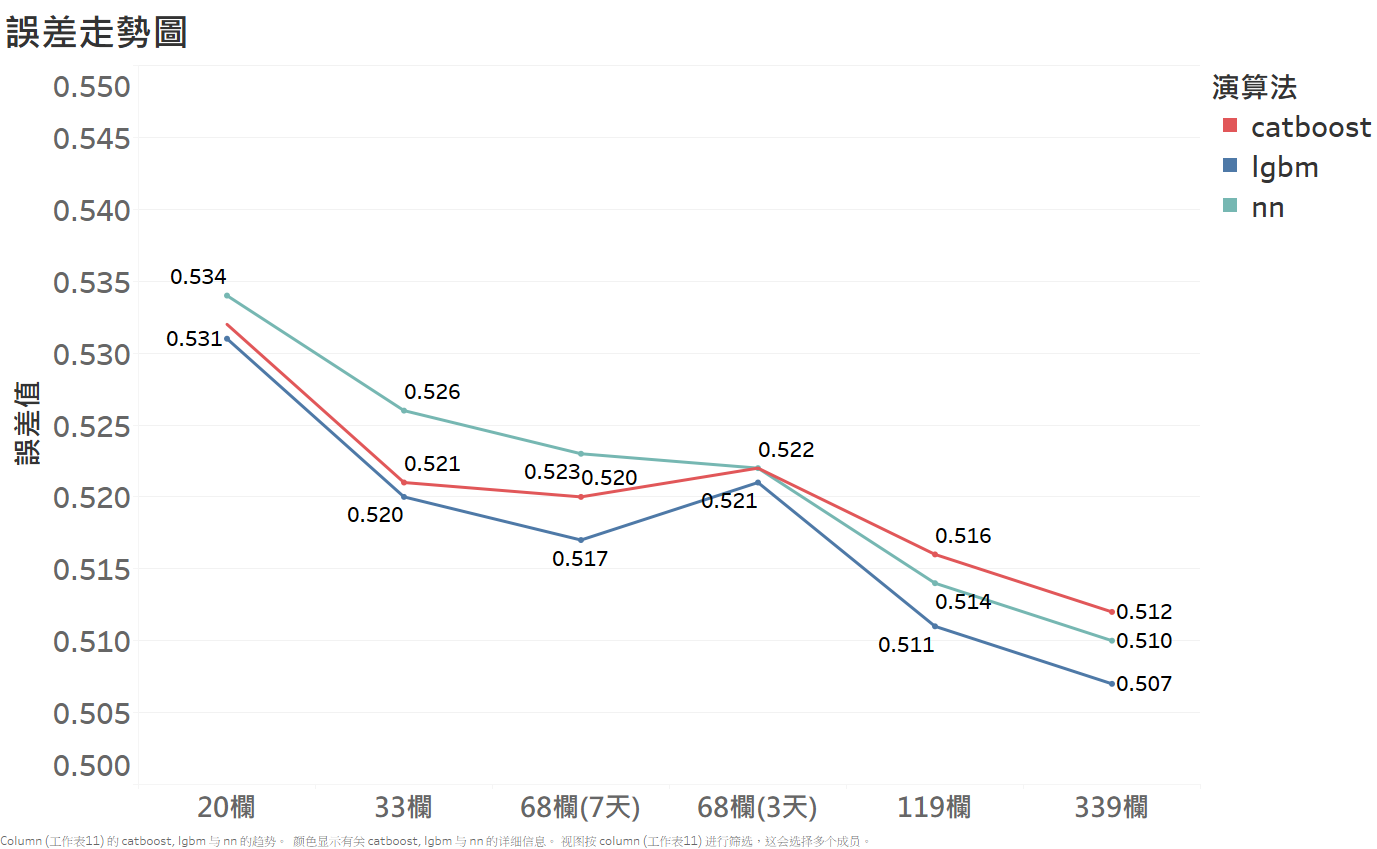 誤差走勢圖
0.550
0.545
0.540
0.535
0.530
0.525
0.520
0.515
0.510
0.505
0.500
誤差值
0.534
0.531
0.526
0.521
0.520
0.523
0.520
0.517
0.522
0.521
0.516
0.514
0.511
0.512
0.510
0.507
20欄
33欄
68欄(7天)
68欄(3天)
119欄
339欄
演算法
catboost
lgbm
nn
Column (工作表11) 的 catboost, lgbm 与 nn 的趋势。 颜色显示有关 catboost, lgbm 与 nn 的详细信息。 视图按 column (工作表11) 进行筛选，这会选择多个成员。